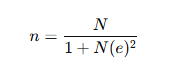 n = N / 1 + N(e)²